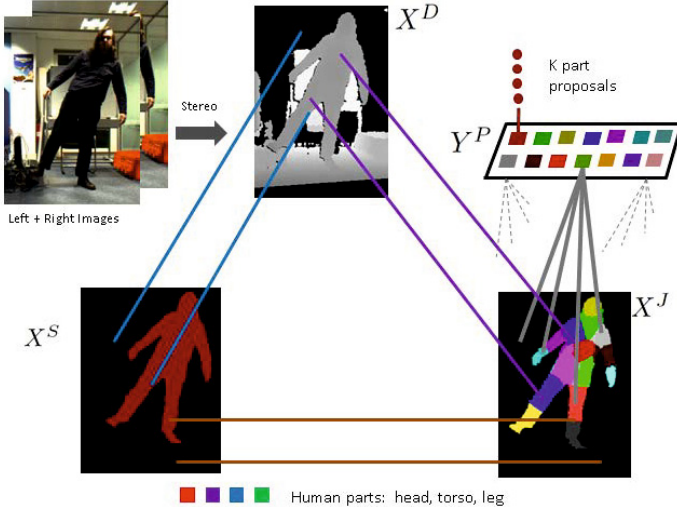 X^D
K part
proposals
Stereo
Y^P
Left + Right Images
X^S
X^J
Human parts: head, torso, leg